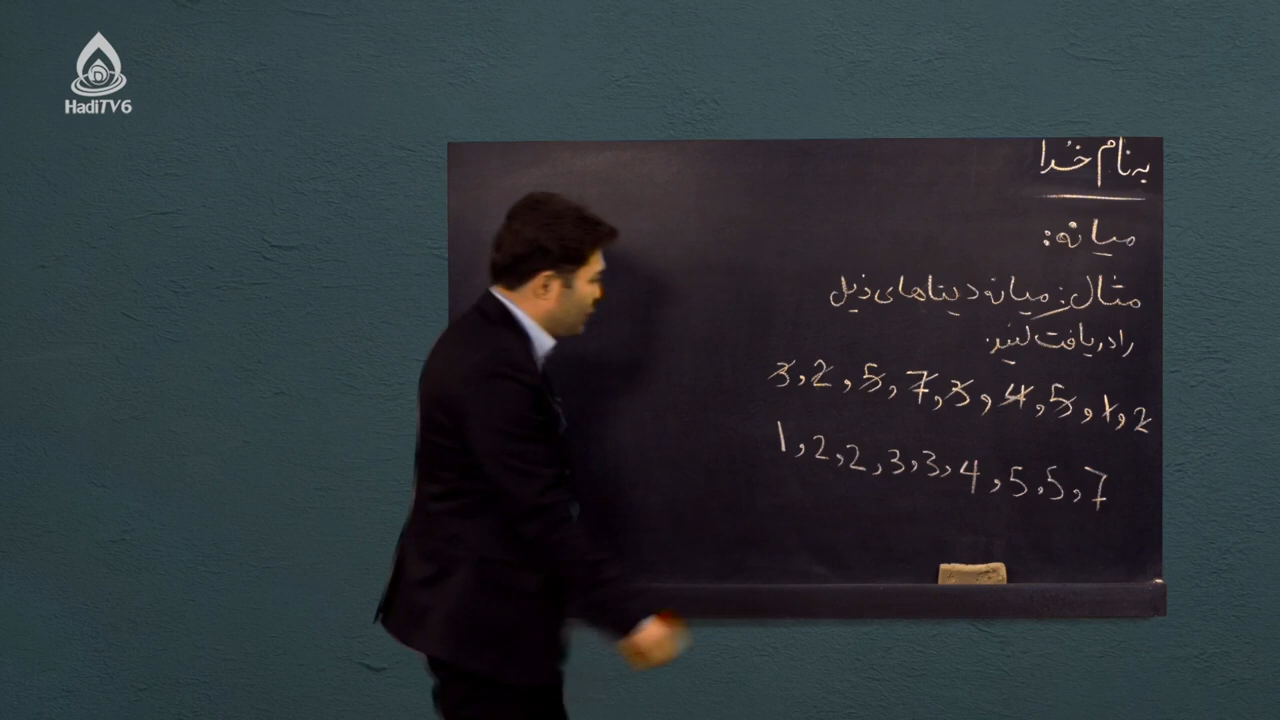 HadiTV6
به نام خدا
میانه:
مثال: میانه دیتاهای ذیل
را دریافت کنید.
3, 2, 5, 7, 3, 4, 5, 1, 2
1, 2, 2, 3, 3, 4, 5, 5, 7